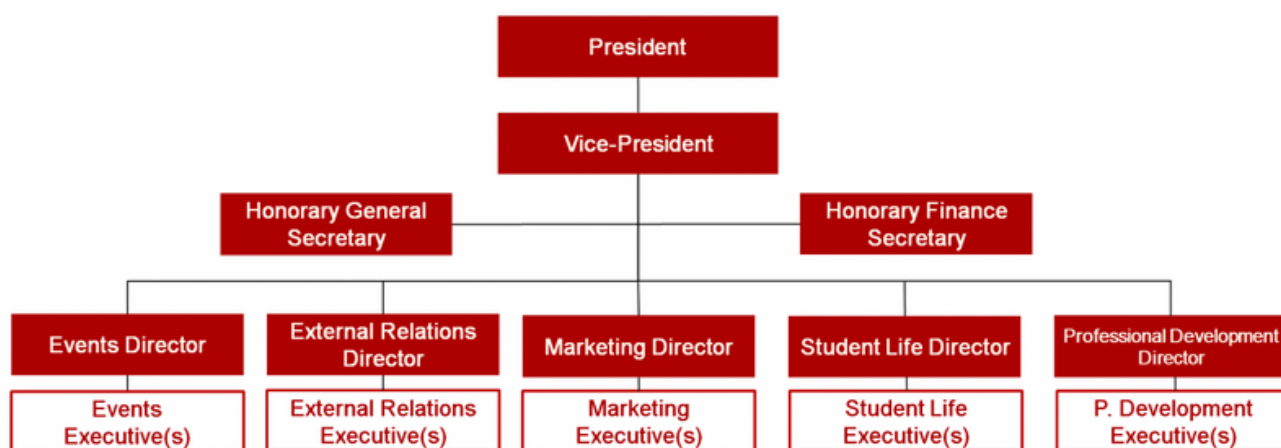 President
Vice-President
Honorary General
Secretary
Honorary Finance
Secretary
Events Director
External Relations
Director
Marketing Director
Student Life Director
Professional Development
Director
Events
Executive(s)
External Relations
Executive(s)
Marketing
Executive(s)
Student Life
Executive(s)
P. Development
Executive(s)